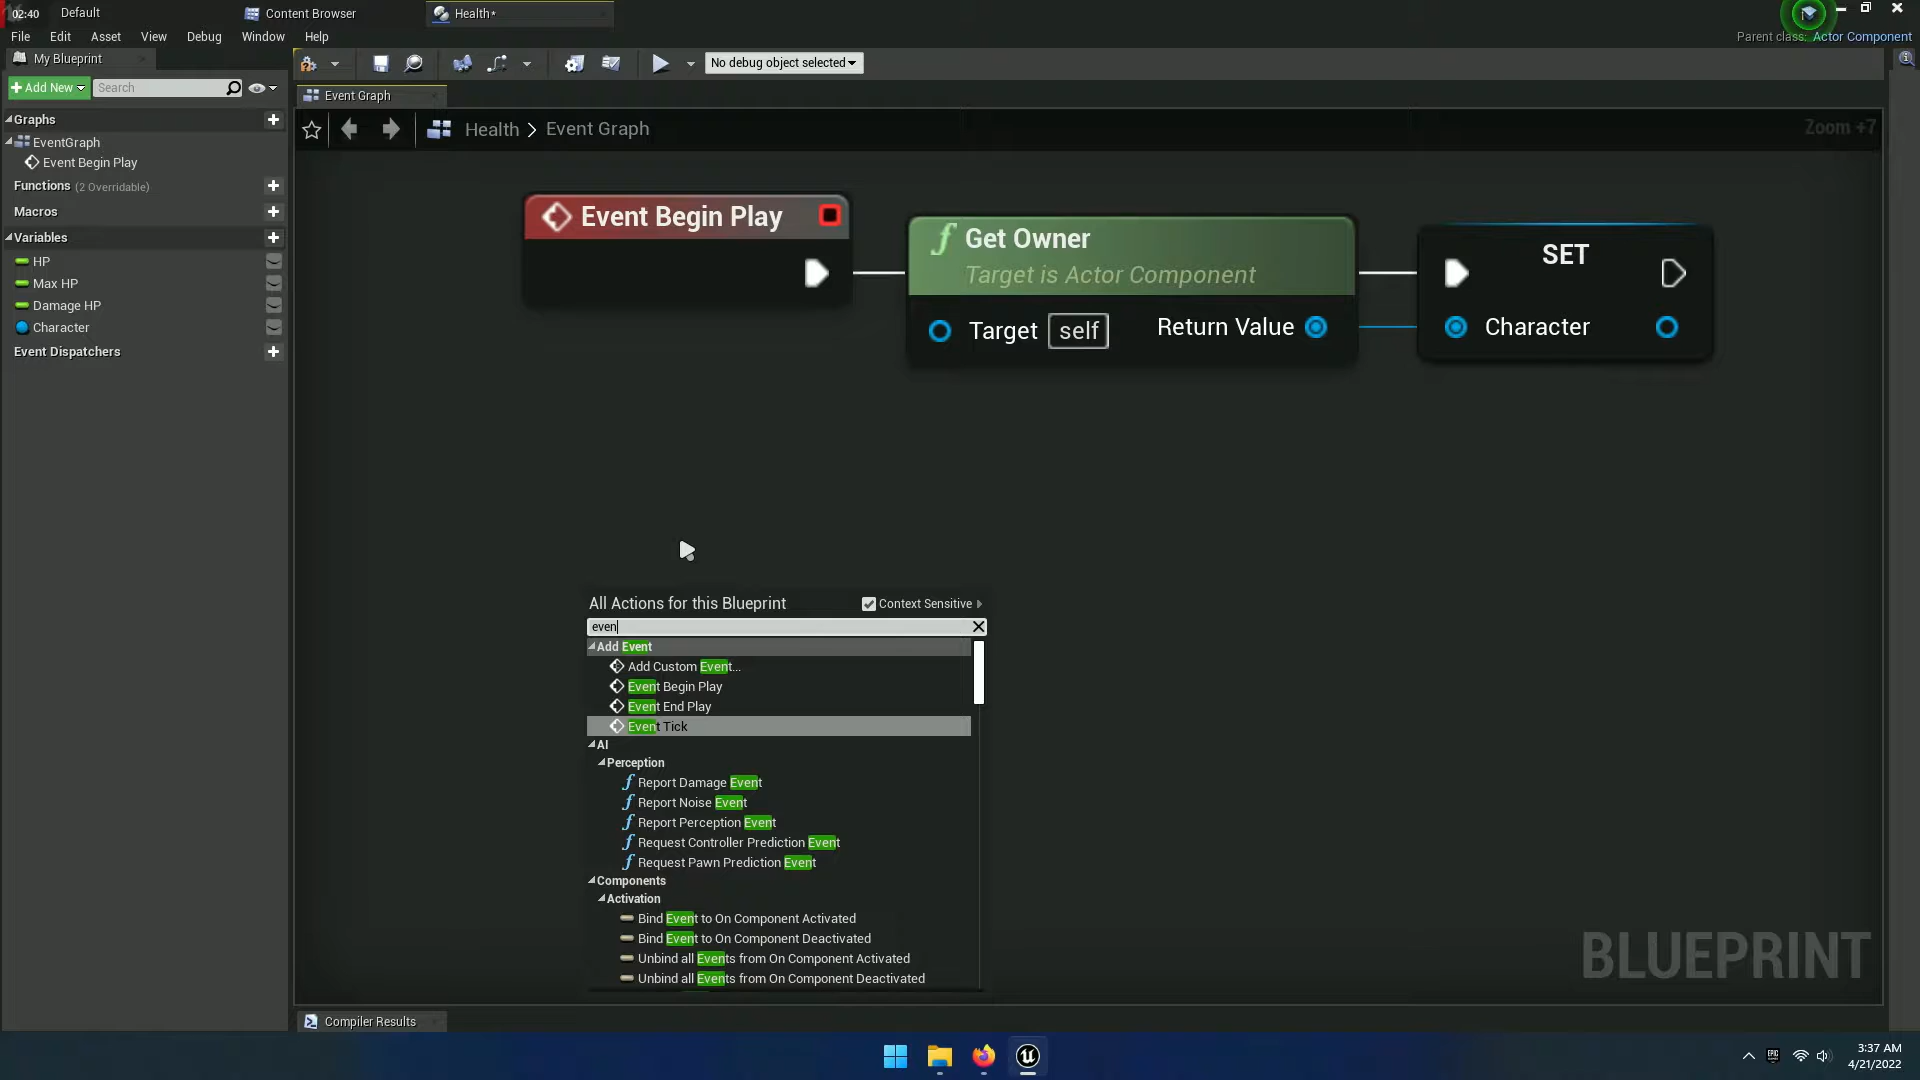 02:40
Default
Content Browser
Health*
File Edit Asset View Debug Window Help
Parent class: Actor Component
My Blueprint
No debug object selected
Add New
Search
Event Graph
Graphs
Health > Event Graph
Zoom +7
EventGraph
Event Begin Play
Functions (2 Overridable)
Macros
Variables
HP
Max HP
Damage HP
Character
Event Dispatchers
Event Begin Play
Get Owner
Target is Actor Component
Target self
Return Value
SET
Character
All Actions for this Blueprint
Context Sensitive
even
Add Event
Add Custom Event...
Event Begin Play
Event End Play
Event Tick
AI
Perception
Report Damage Event
Report Noise Event
Report Perception Event
Request Controller Prediction Event
Request Pawn Prediction Event
Components
Activation
Bind Event to On Component Activated
Bind Event to On Component Deactivated
Unbind all Events from On Component Activated
Unbind all Events from On Component Deactivated
BLUEPRINT
Compiler Results
3:37 AM
4/21/2022